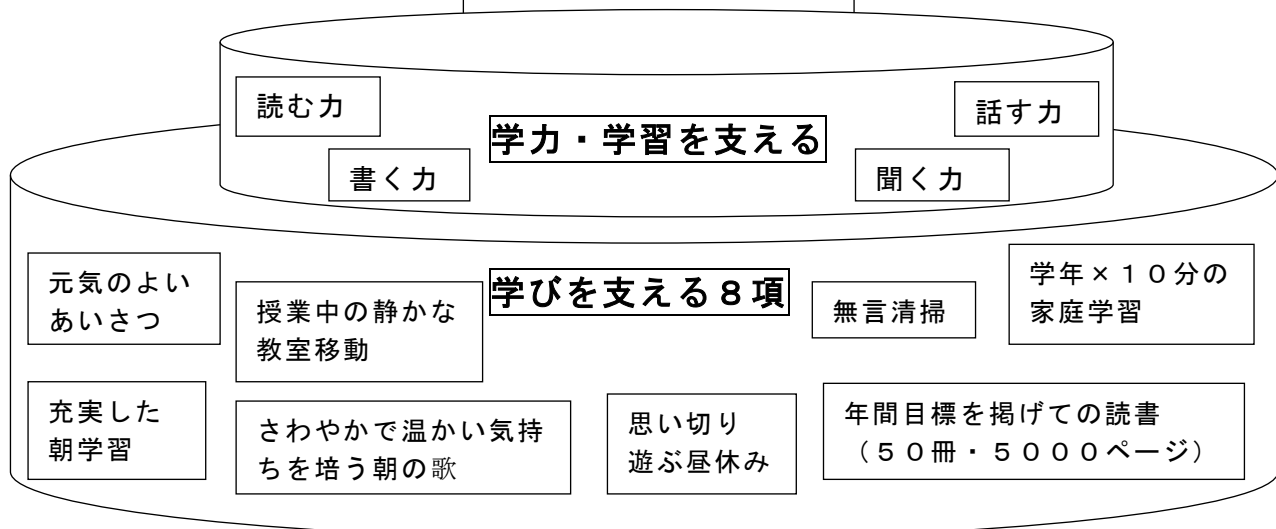 読む力
話す力
学力・学習を支える
書く力
聞く力
元気のよい
あいさつ
授業中の静かな
教室移動
学びを支える８項
無言清掃
学年×１０分の
家庭学習
充実した
朝学習
さわやかで温かい気持
ちを培う朝の歌
思い切り
遊ぶ昼休み
年間目標を掲げての読書
（５０冊・５０００ページ）